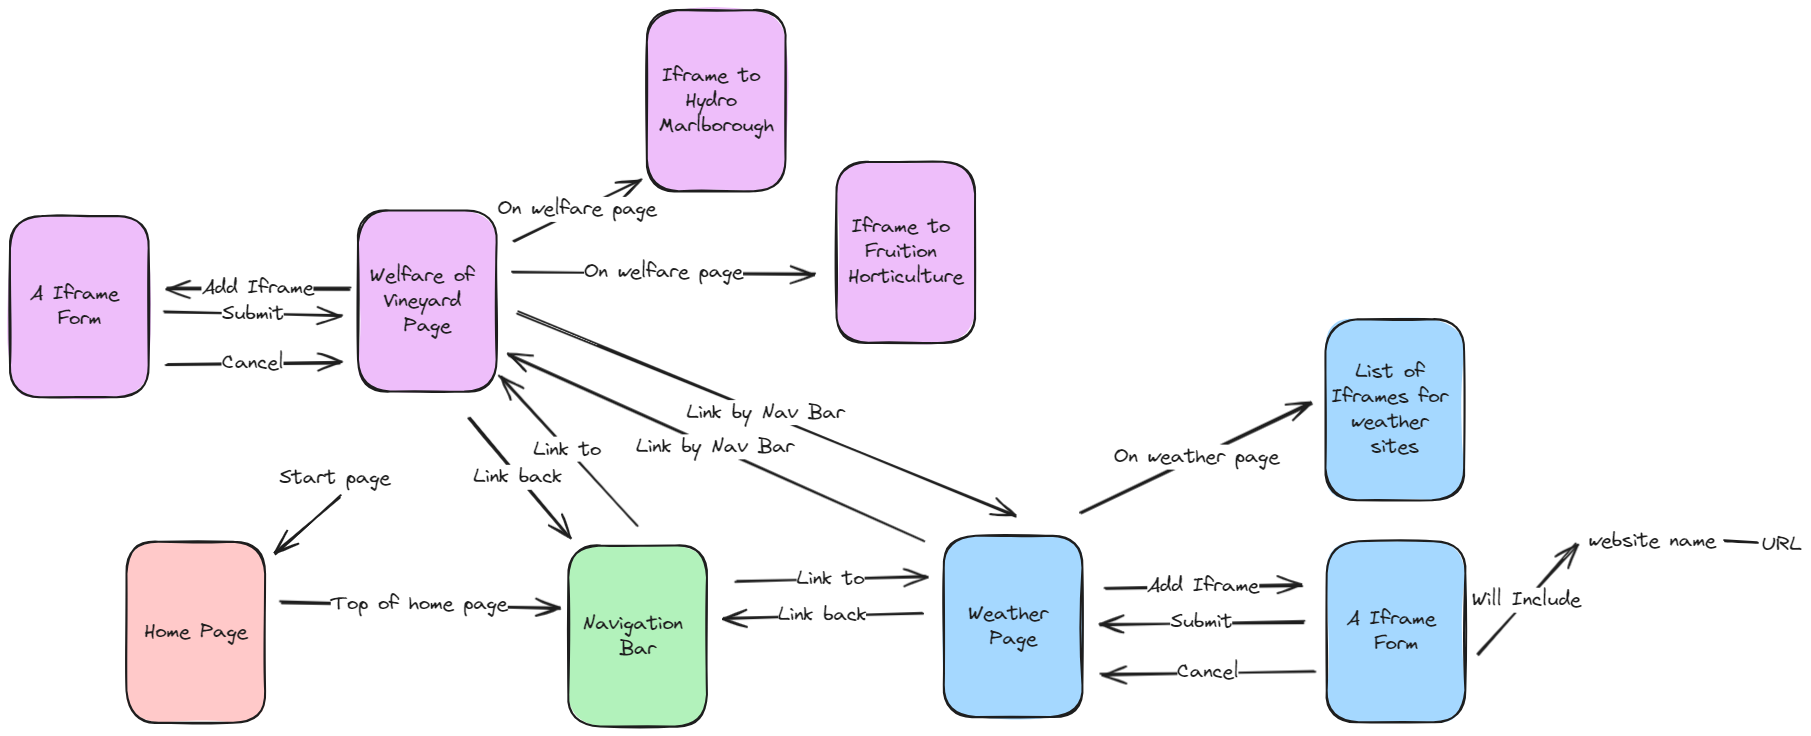 Iframe to
Hydro
Marlborough
On welfare page
Iframe to
Fruition
Horticulture
On welfare page
A Iframe
Form
Add Iframe
Submit
Cancel
Welfare of
Vineyard
Page
Link by Nav Bar
Link by Nav Bar
Link to
Link back
Start page
Home Page
Top of home page
Navigation
Bar
Link to
Link back
Weather
Page
On weather page
List of
Iframes for
weather
sites
Add Iframe
Submit
Cancel
A Iframe
Form
Will Include
website name
URL